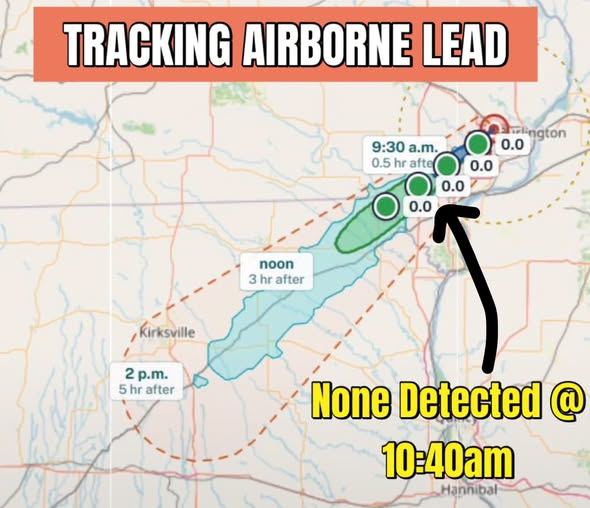 TRACKING AIRBORNE LEAD
9:30 a.m.
0.5 hr after
0.0
0.0
0.0
0.0
noon
3 hr after
Kirksville
2 p.m.
5 hr after
None Detected @
10:40am
Hannibal